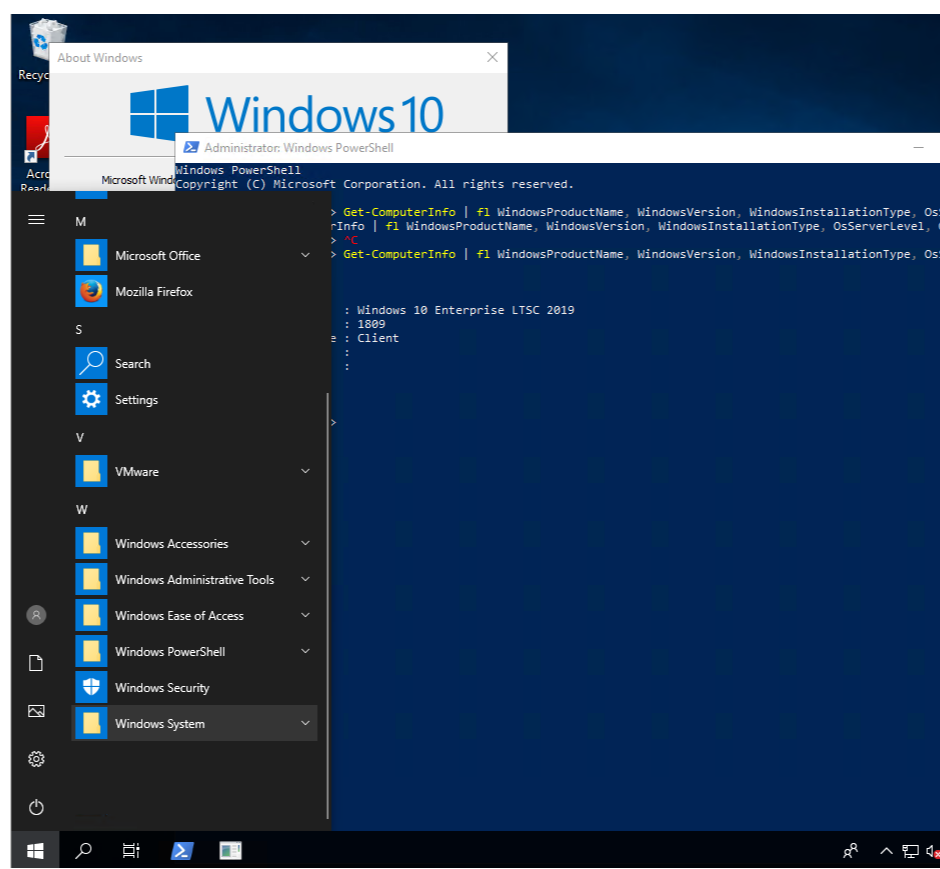 Recyc
About Windows
Windows 10
Acro
Reade
Microsoft Wind
Administrator: Windows PowerShell
Windows PowerShell
Copyright (C) Microsoft Corporation. All rights reserved.
> Get-ComputerInfo | fl WindowsProductName, WindowsVersion, WindowsInstallationType, Os
rInfo | fl WindowsProductName, WindowsVersion, WindowsInstallationType, OsServerLevel,
> ^C
> Get-ComputerInfo | fl WindowsProductName, WindowsVersion, WindowsInstallationType, Os
: Windows 10 Enterprise LTSC 2019
: 1809
e : Client
:
:
>
M
Microsoft Office
Mozilla Firefox
S
Search
Settings
V
VMware
W
Windows Accessories
Windows Administrative Tools
Windows Ease of Access
Windows PowerShell
Windows Security
Windows System